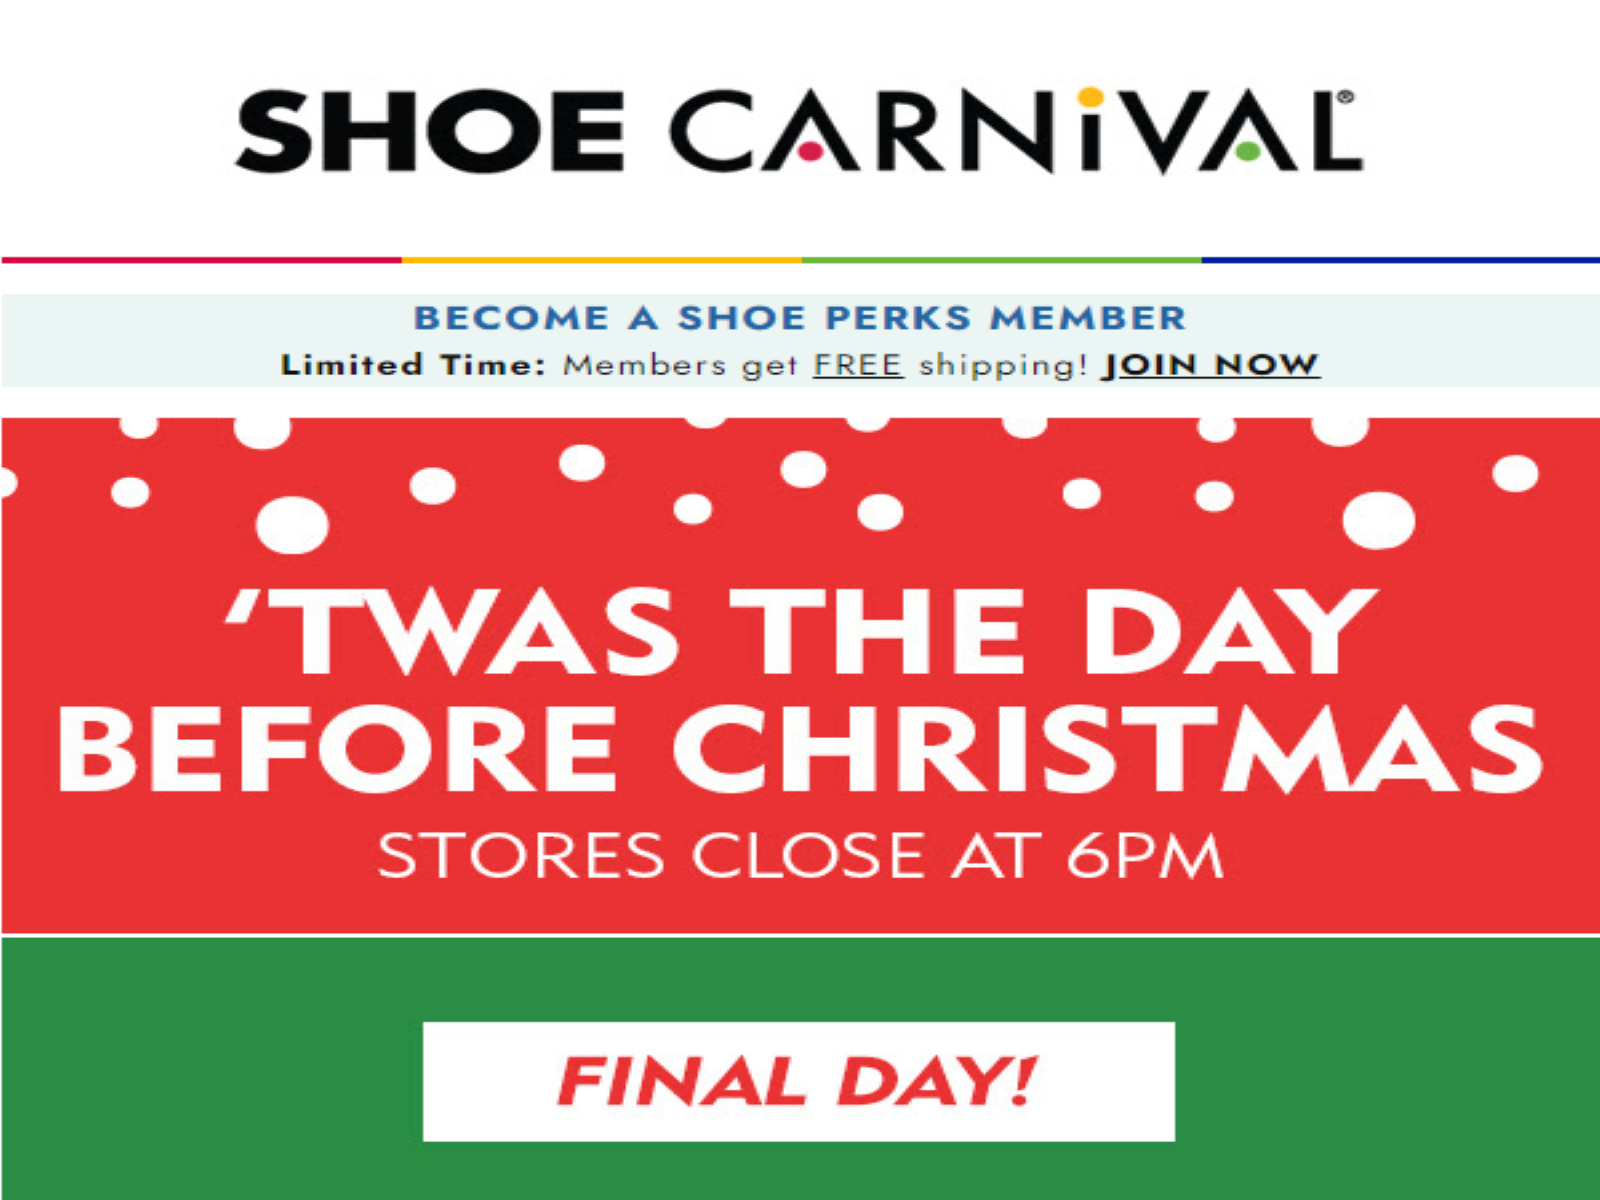 SHOE CARNiVAL®
BECOME A SHOE PERKS MEMBER
Limited Time: Members get FREE shipping! JOIN NOW
‘TWAS THE DAY
BEFORE CHRISTMAS
STORES CLOSE AT 6PM
FINAL DAY!